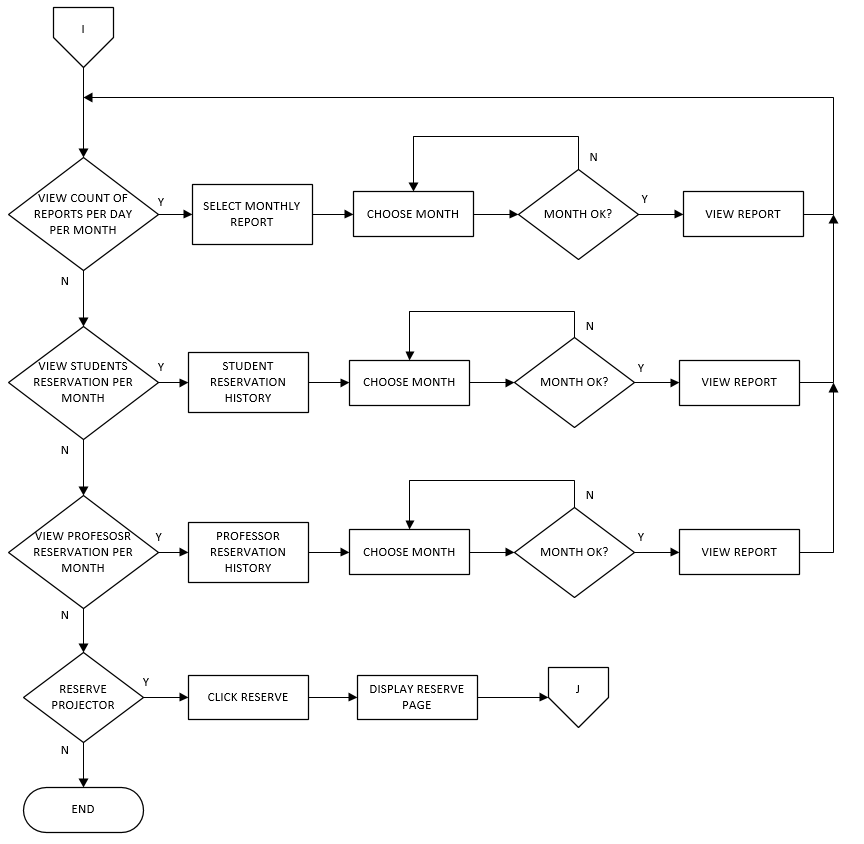 I
VIEW COUNT OF
REPORTS PER DAY
PER MONTH
Y
SELECT MONTHLY
REPORT
CHOOSE MONTH
N
MONTH OK?
Y
VIEW REPORT
N
VIEW STUDENTS
RESERVATION PER
MONTH
Y
STUDENT
RESERVATION
HISTORY
CHOOSE MONTH
N
MONTH OK?
Y
VIEW REPORT
N
VIEW PROFESOSR
RESERVATION PER
MONTH
Y
PROFESSOR
RESERVATION
HISTORY
CHOOSE MONTH
N
MONTH OK?
Y
VIEW REPORT
N
RESERVE
PROJECTOR
Y
CLICK RESERVE
DISPLAY RESERVE
PAGE
J
N
END